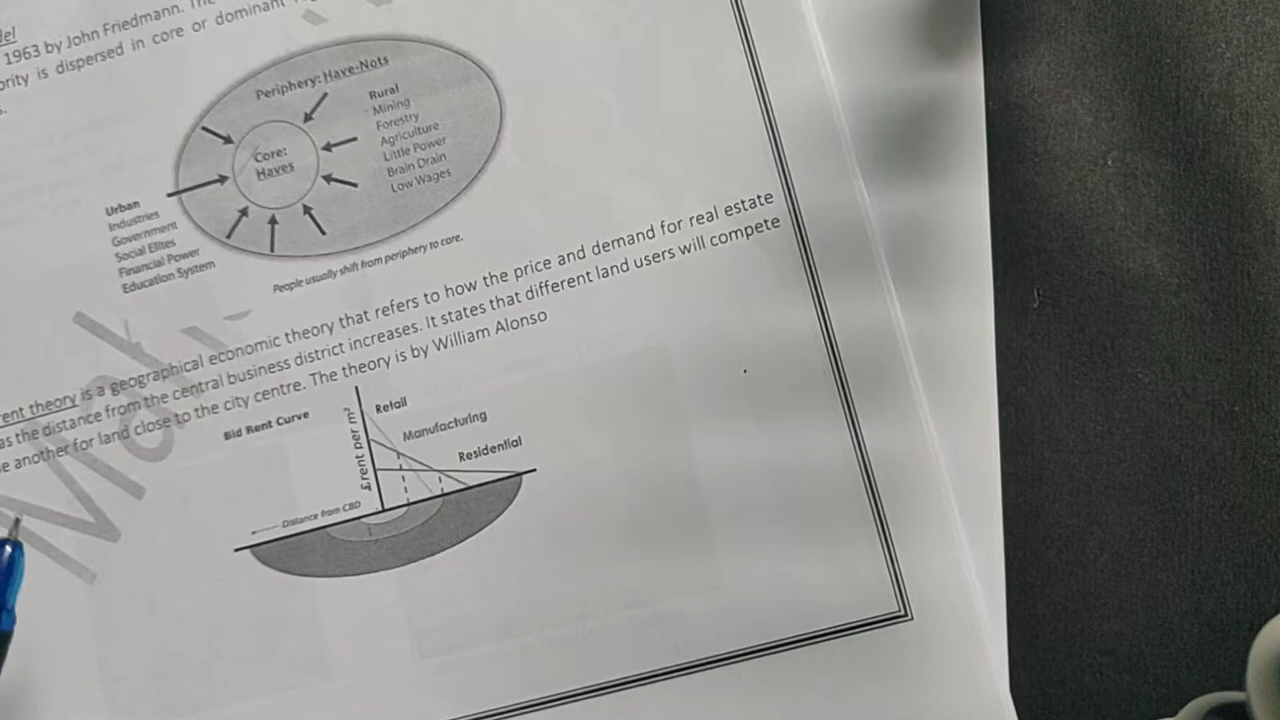 1963 by John Friedmann. The
is dispersed in core or dominant
Periphery: Have-Nots
Core:
Haves
Rural
Mining
Forestry
Agriculture
Little Power
Brain Drain
Low Wages
Urban
Industries
Government
Social Elites
Financial Power
Education System
People usually shift from periphery to core.
rent theory is a geographical economic theory that refers to how the price and demand for real estate
as the distance from the central business district increases. It states that different land users will compete
another for land close to the city centre. The theory is by William Alonso
Bid Rent Curve
£rent per m²
Retail
Manufacturing
Residential
Distance from CBD